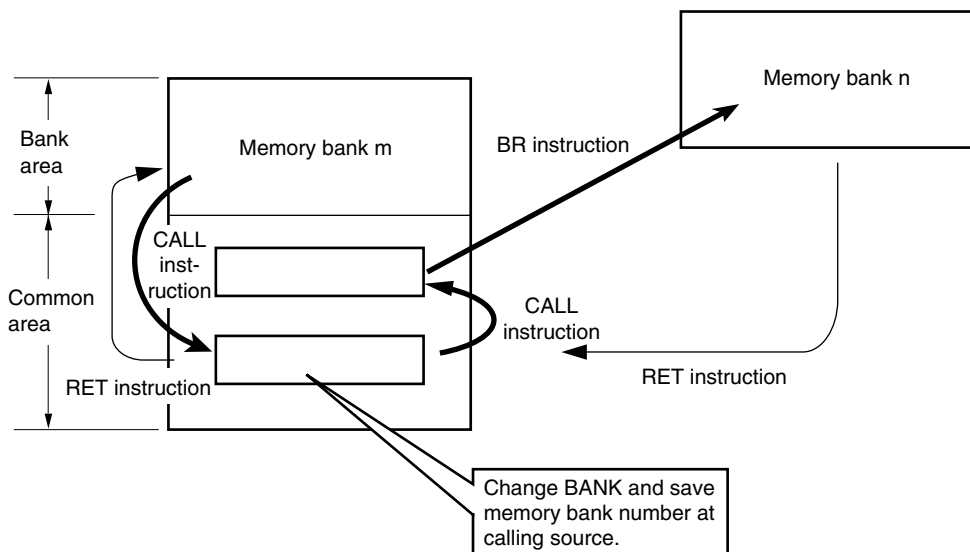 Memory bank n
Bank
area
Memory bank m
BR instruction
CALL
inst-
ruction
Common
area
CALL
instruction
RET instruction
RET instruction
Change BANK and save
memory bank number at
calling source.